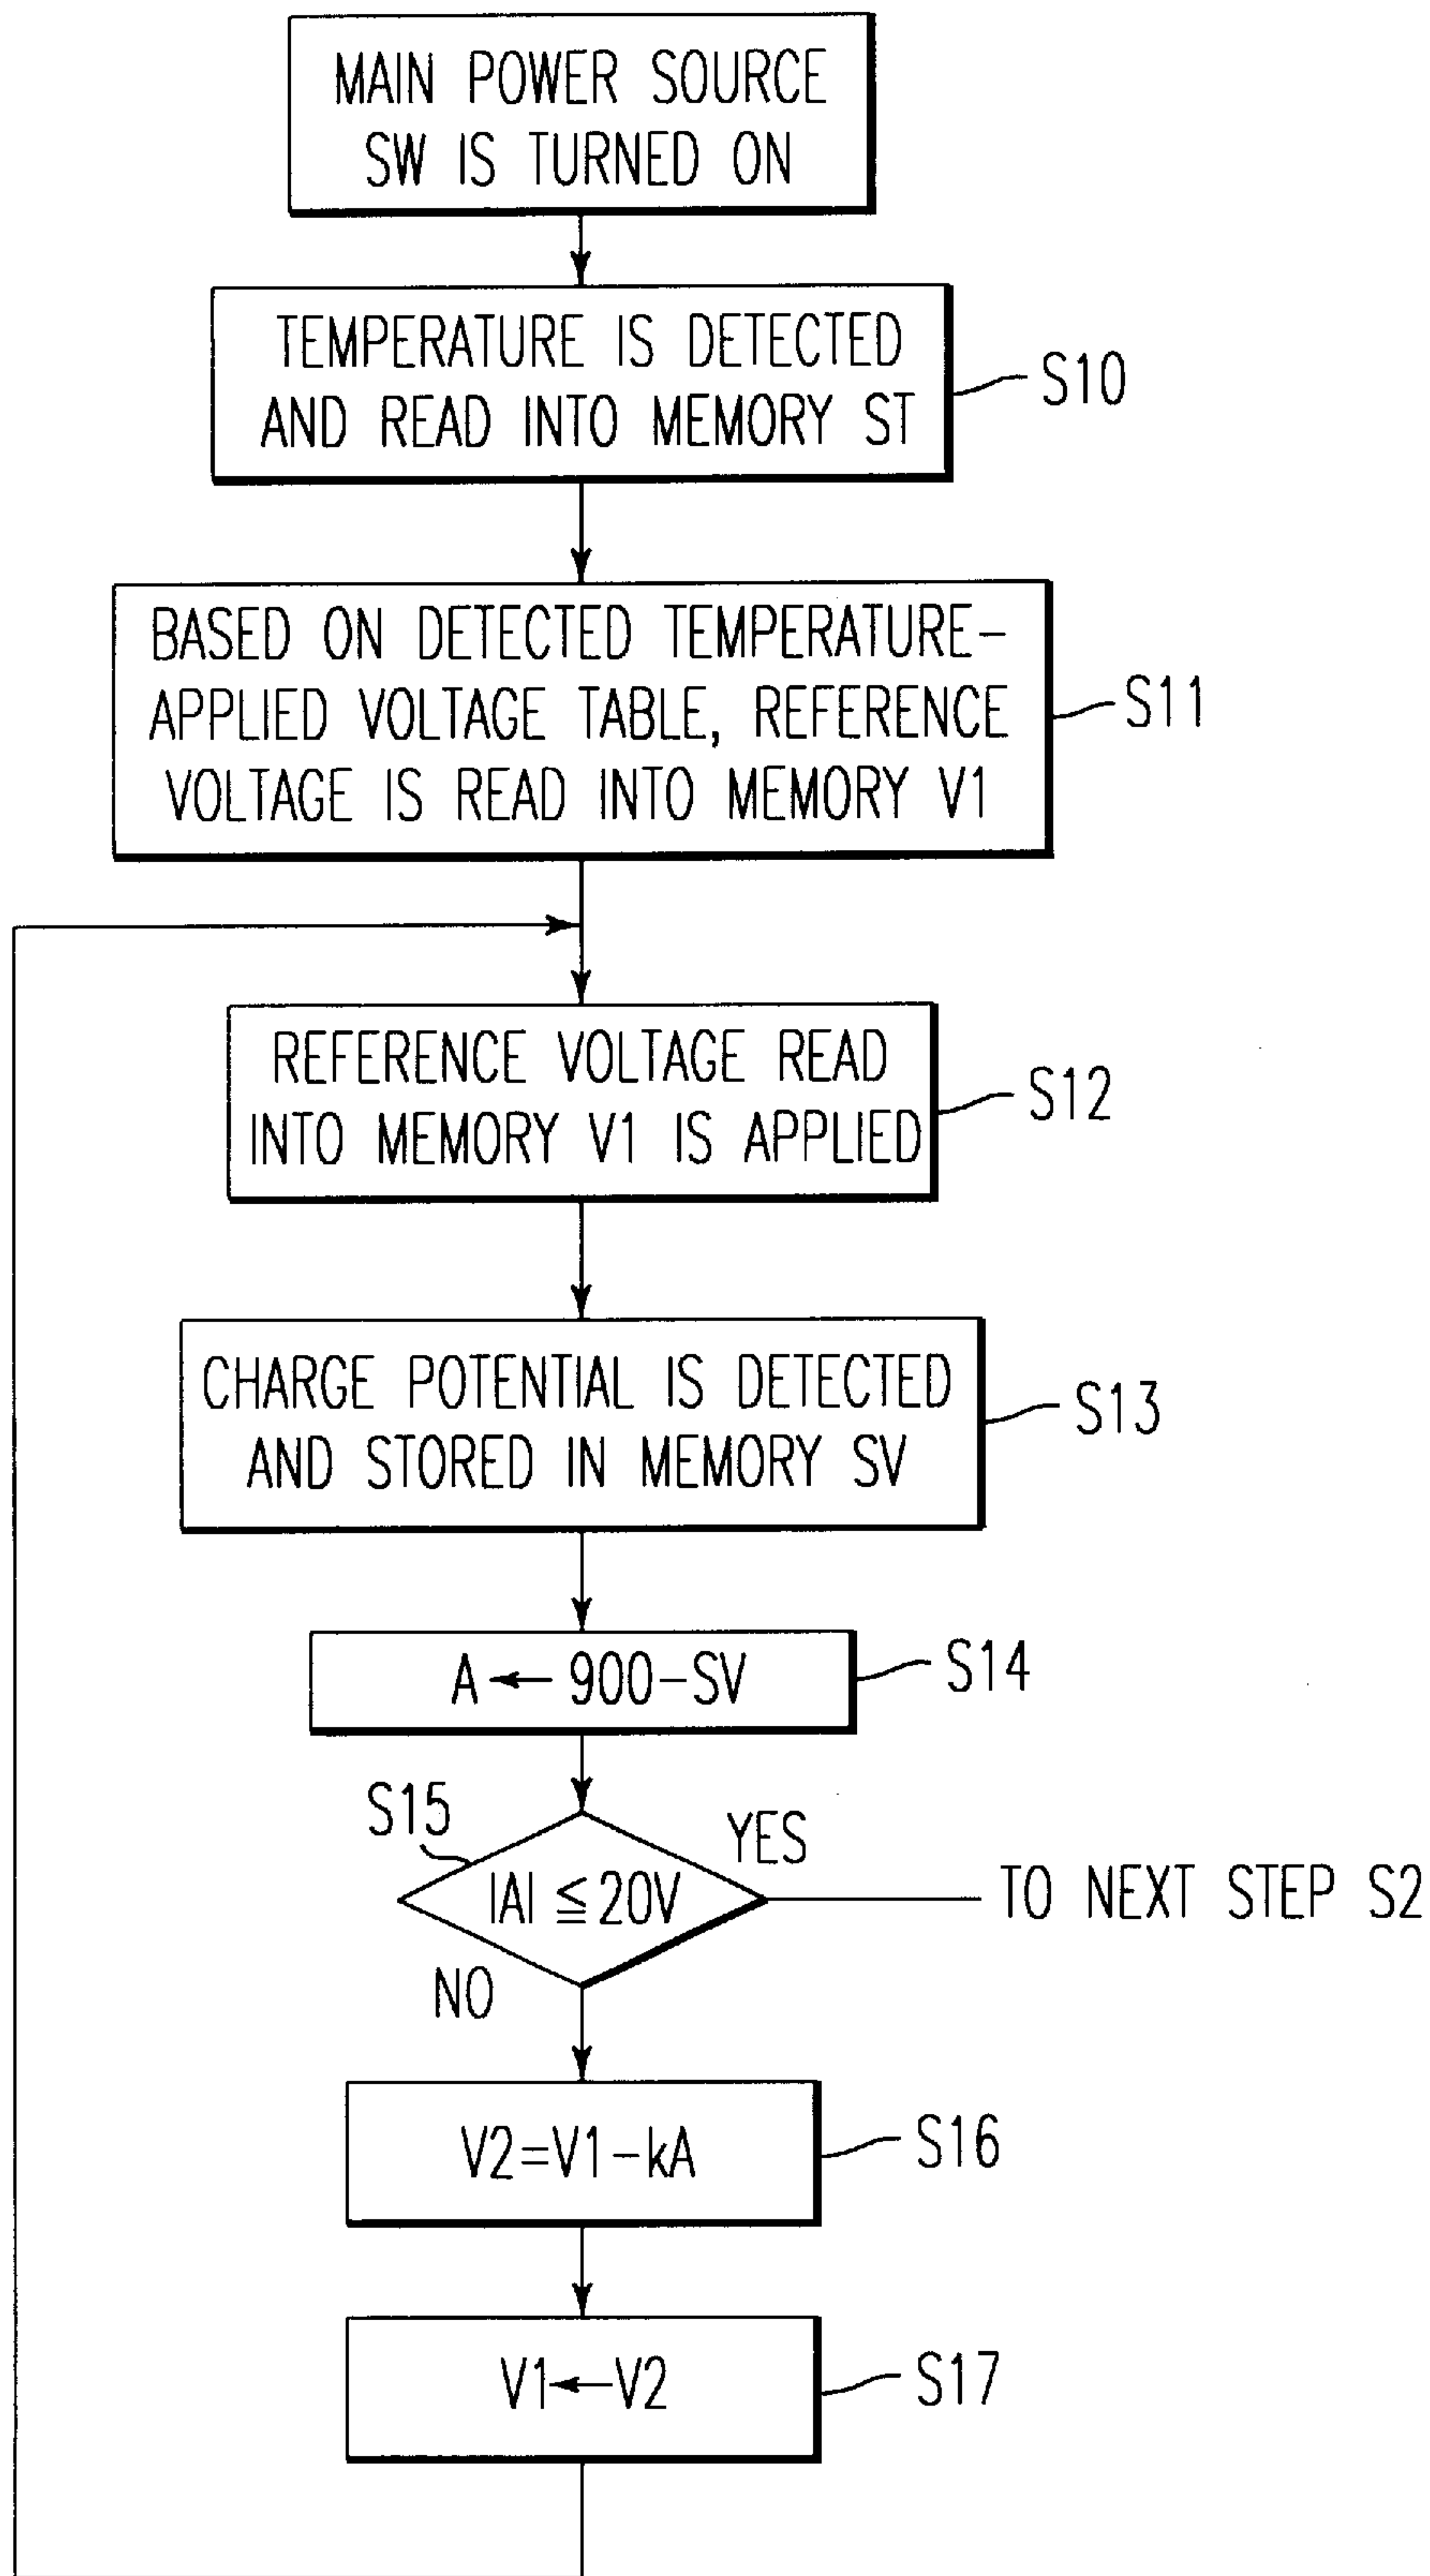 MAIN POWER SOURCE
SW IS TURNED ON
TEMPERATURE IS DETECTED
AND READ INTO MEMORY ST
S10
BASED ON DETECTED TEMPERATURE-
APPLIED VOLTAGE TABLE, REFERENCE
VOLTAGE IS READ INTO MEMORY V1
S11
REFERENCE VOLTAGE READ
INTO MEMORY V1 IS APPLIED
S12
CHARGE POTENTIAL IS DETECTED
AND STORED IN MEMORY SV
S13
A ← 900-SV
S14
S15
|A| ≦ 20V
YES
TO NEXT STEP S2
NO
V2=V1-kA
S16
V1←V2
S17